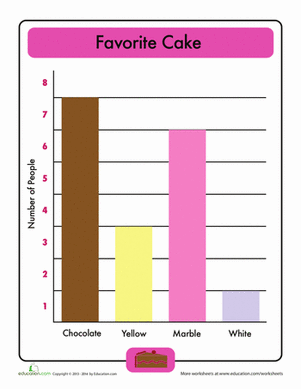 Favorite Cake
Number of People
8
7
6
5
4
3
2
1
Chocolate Yellow Marble White
education.com Copyright © 2013 - 2014 by Education.com
More worksheets at www.education.com/worksheets